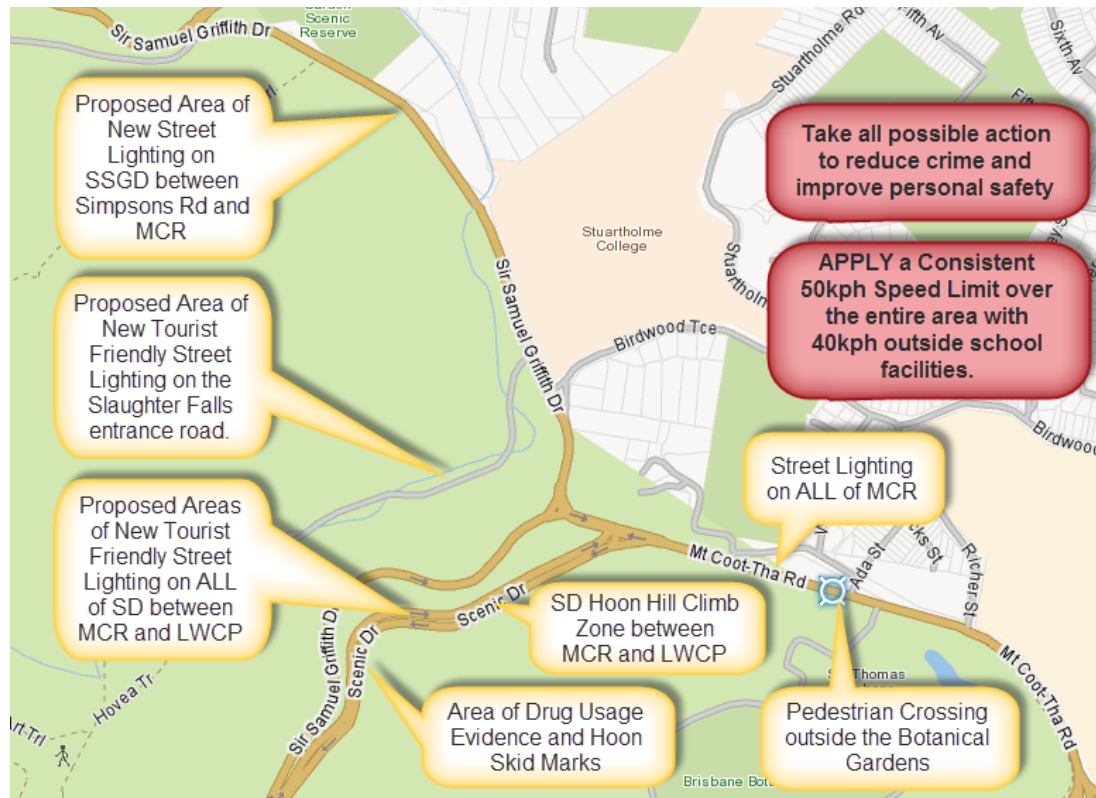 Scenic
Reserve
Sir Samuel Griffith Dr
Stuartholme Rd
Fifth Av
Sixth Av
Proposed Area of
New Street
Lighting on
SSGD between
Simpsons Rd and
MCR
Take all possible action
to reduce crime and
improve personal safety
Stuartholme
College
APPLY a Consistent
50kph Speed Limit over
the entire area with
40kph outside school
facilities.
Sir Samuel Griffith Dr
Birdwood Tce
Proposed Area of
New Tourist
Friendly Street
Lighting on the
Slaughter Falls
entrance road.
Street Lighting
on ALL of MCR
Proposed Areas
of New Tourist
Friendly Street
Lighting on ALL
of SD between
MCR and LWCP
Mt Coot-Tha Rd
Ada St
Richer St
Scenic Dr
SD Hoon Hill Climb
Zone between
MCR and LWCP
Sir Samuel Griffith Dr
Scenic Dr
Thomas
Mt Coot-Tha Rd
Hovea Tr
Art Trl
Area of Drug Usage
Evidence and Hoon
Skid Marks
Pedestrian Crossing
outside the Botanical
Gardens
Brisbane